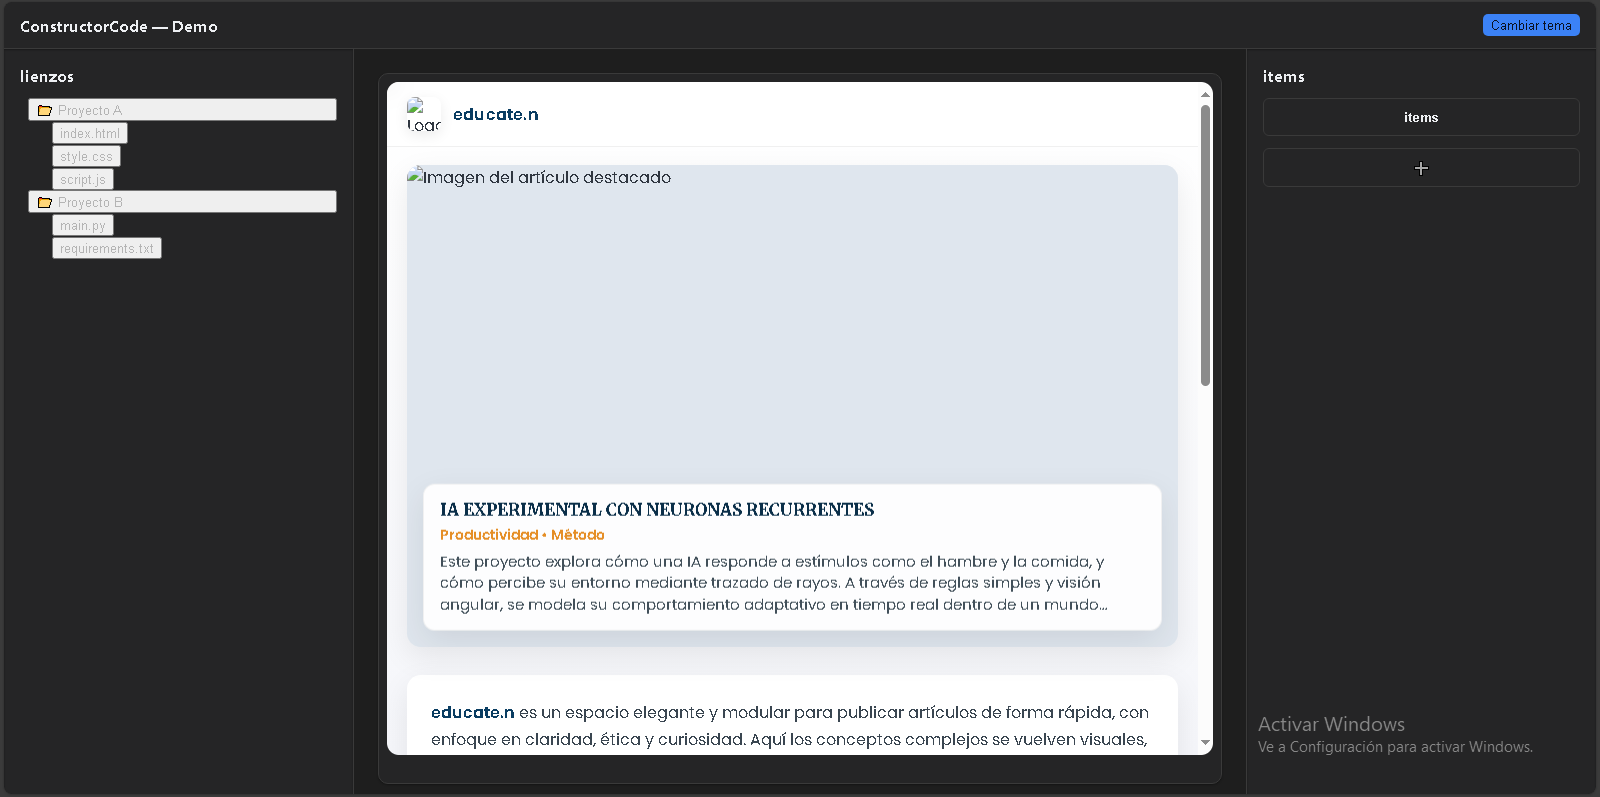 ConstructorCode — Demo
Cambiar tema
lienzos
Proyecto A
index.html
style.css
script.js
Proyecto B
main.py
requirements.txt
educate.n
Imagen del artículo destacado
IA EXPERIMENTAL CON NEURONAS RECURRENTES
Productividad • Método
Este proyecto explora cómo una IA responde a estímulos como el hambre y la comida, y
cómo percibe su entorno mediante trazado de rayos. A través de reglas simples y visión
angular, se modela su comportamiento adaptativo en tiempo real dentro de un mundo...
educate.n es un espacio elegante y modular para publicar artículos de forma rápida, con
enfoque en claridad, ética y curiosidad. Aquí los conceptos complejos se vuelven visuales,
items
items
+
Activar Windows
Ve a Configuración para activar Windows.